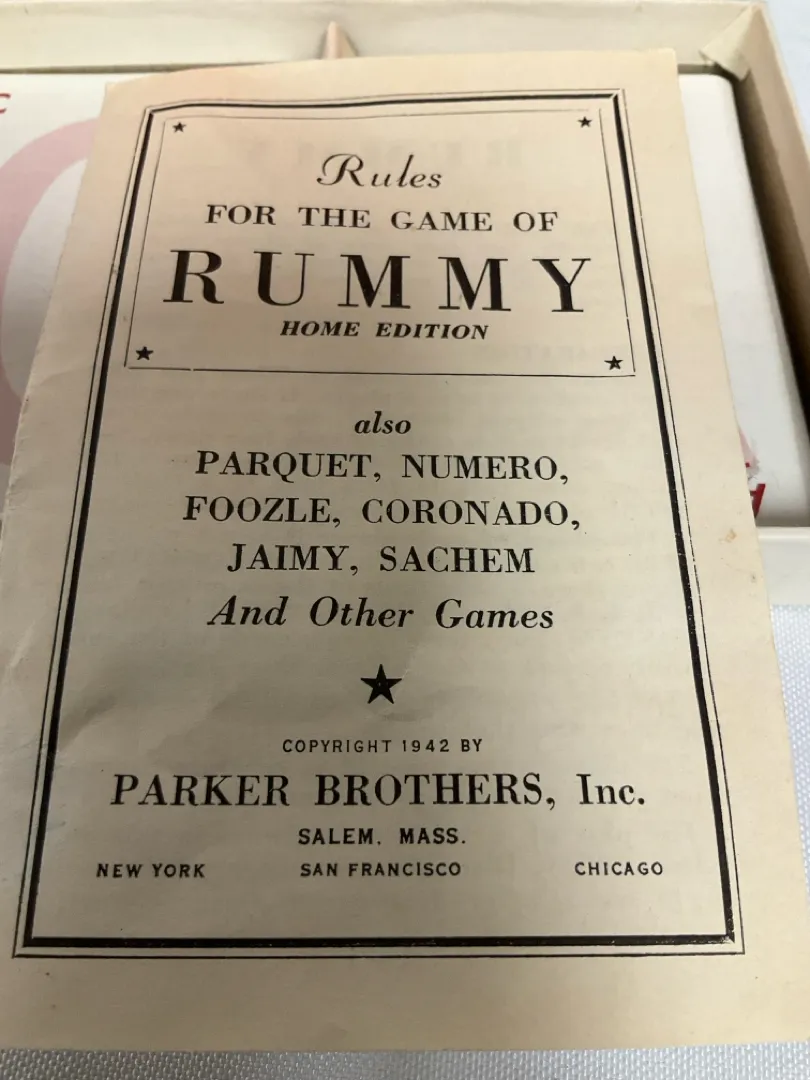 Rules
FOR THE GAME OF
RUMMY
HOME EDITION
also
PARQUET, NUMERO,
FOOZLE, CORONADO,
JAIMY, SACHEM
And Other Games
COPYRIGHT 1942 BY
PARKER BROTHERS, Inc.
SALEM, MASS.
NEW YORK SAN FRANCISCO CHICAGO